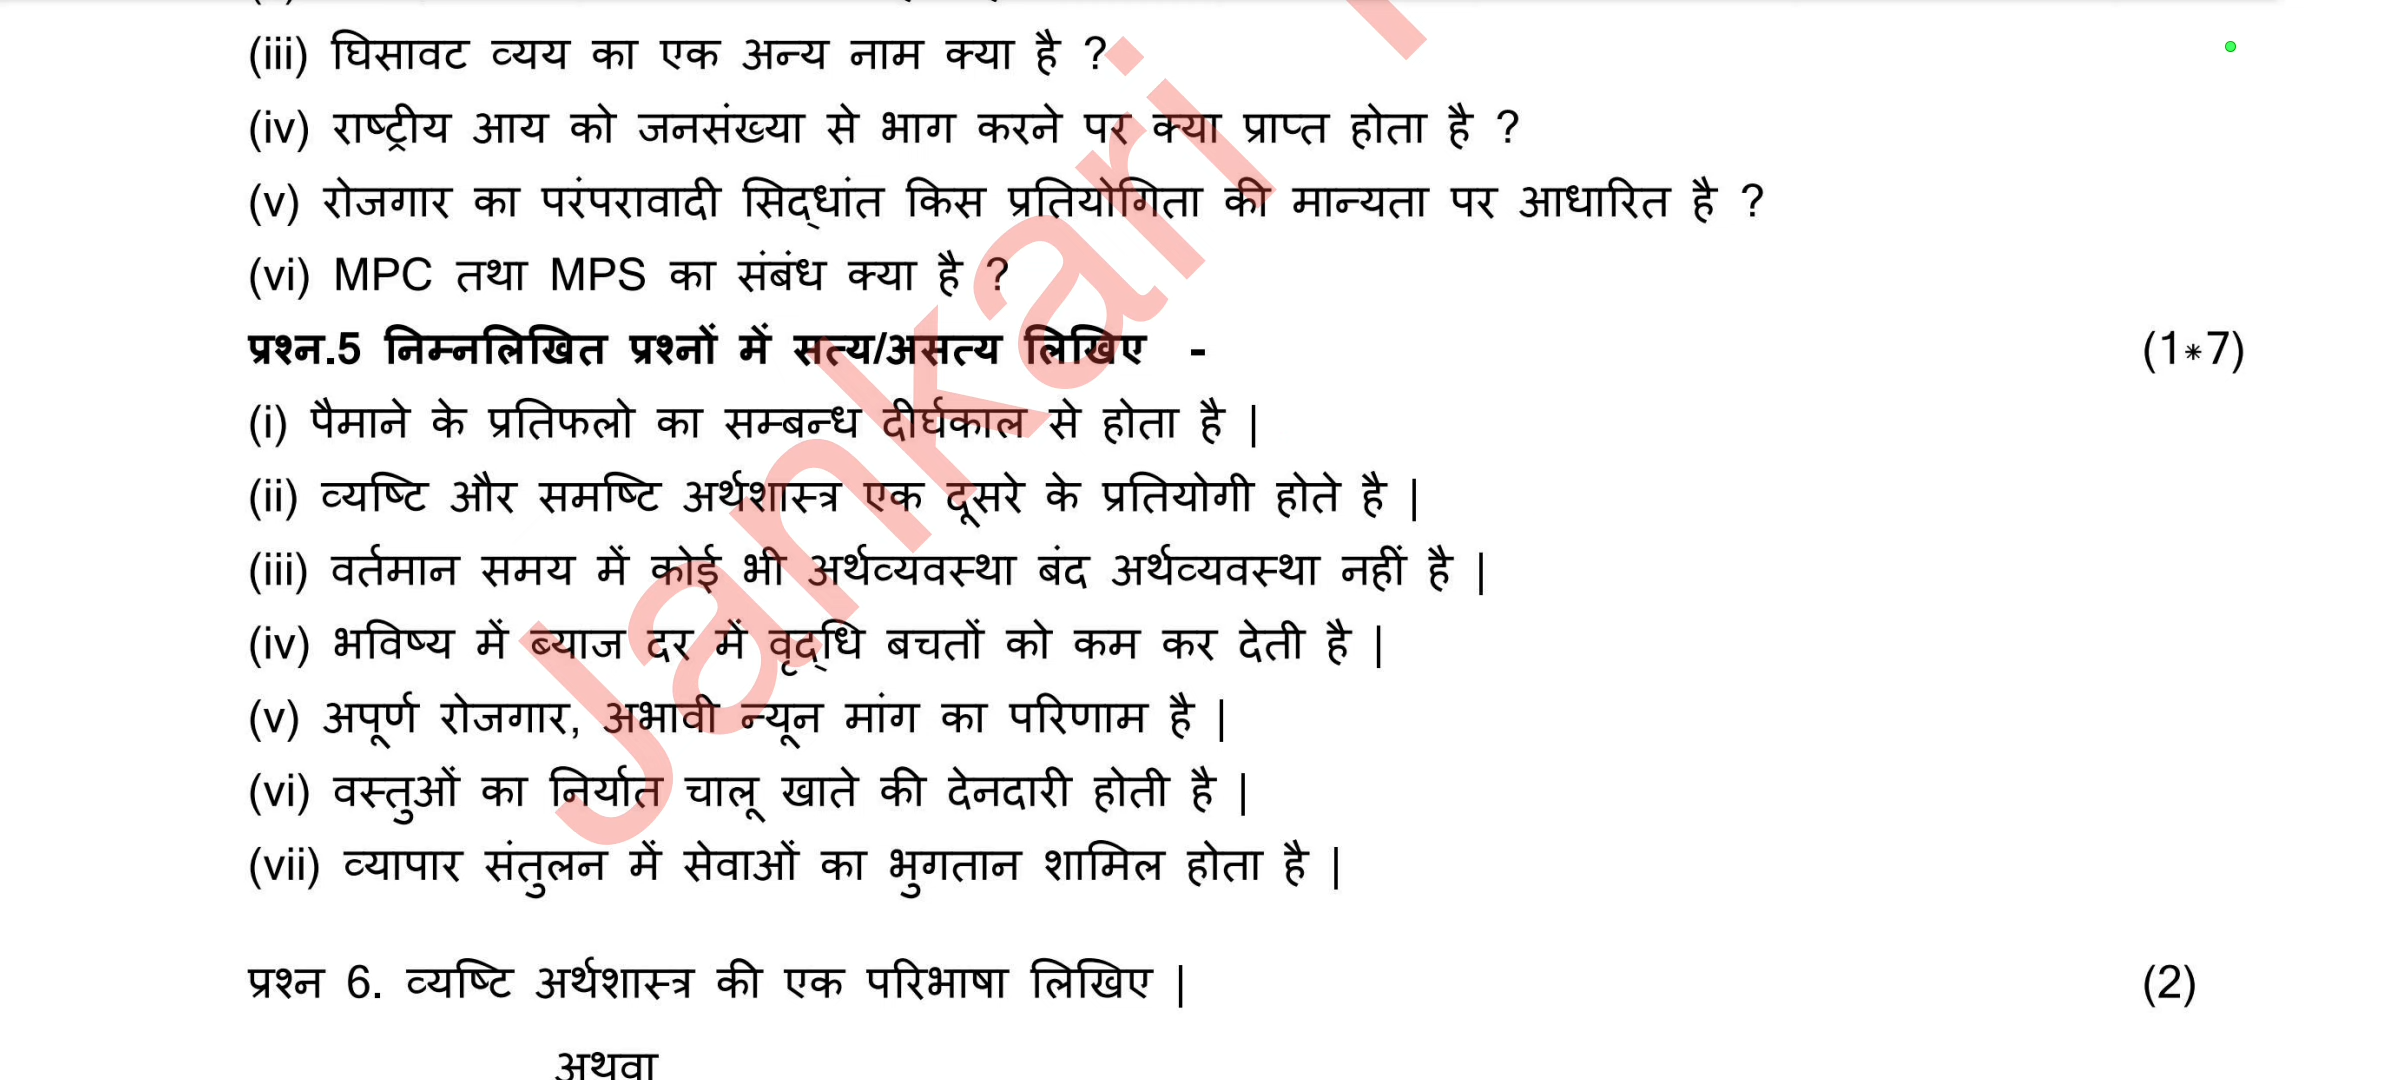 (iii) घिसावट व्यय का एक अन्य नाम क्या है ?
(iv) राष्ट्रीय आय को जनसंख्या से भाग करने पर क्या प्राप्त होता है ?
(v) रोजगार का परंपरावादी सिद्धांत किस प्रतियोगिता की मान्यता पर आधारित है ?
(vi) MPC तथा MPS का संबंध क्या है ?
प्रश्न.5 निम्नलिखित प्रश्नों में सत्य/असत्य लिखिए - (1*7)
(i) पैमाने के प्रतिफलो का सम्बन्ध दीर्घकाल से होता है |
(ii) व्यष्टि और समष्टि अर्थशास्त्र एक दूसरे के प्रतियोगी होते है |
(iii) वर्तमान समय में कोई भी अर्थव्यवस्था बंद अर्थव्यवस्था नहीं है |
(iv) भविष्य में ब्याज दर में वृद्धि बचतों को कम कर देती है |
(v) अपूर्ण रोजगार, अभावी न्यून मांग का परिणाम है |
(vi) वस्तुओं का निर्यात चालू खाते की देनदारी होती है |
(vii) व्यापार संतुलन में सेवाओं का भुगतान शामिल होता है |
प्रश्न 6. व्यष्टि अर्थशास्त्र की एक परिभाषा लिखिए | (2)
अथवा
Jankari